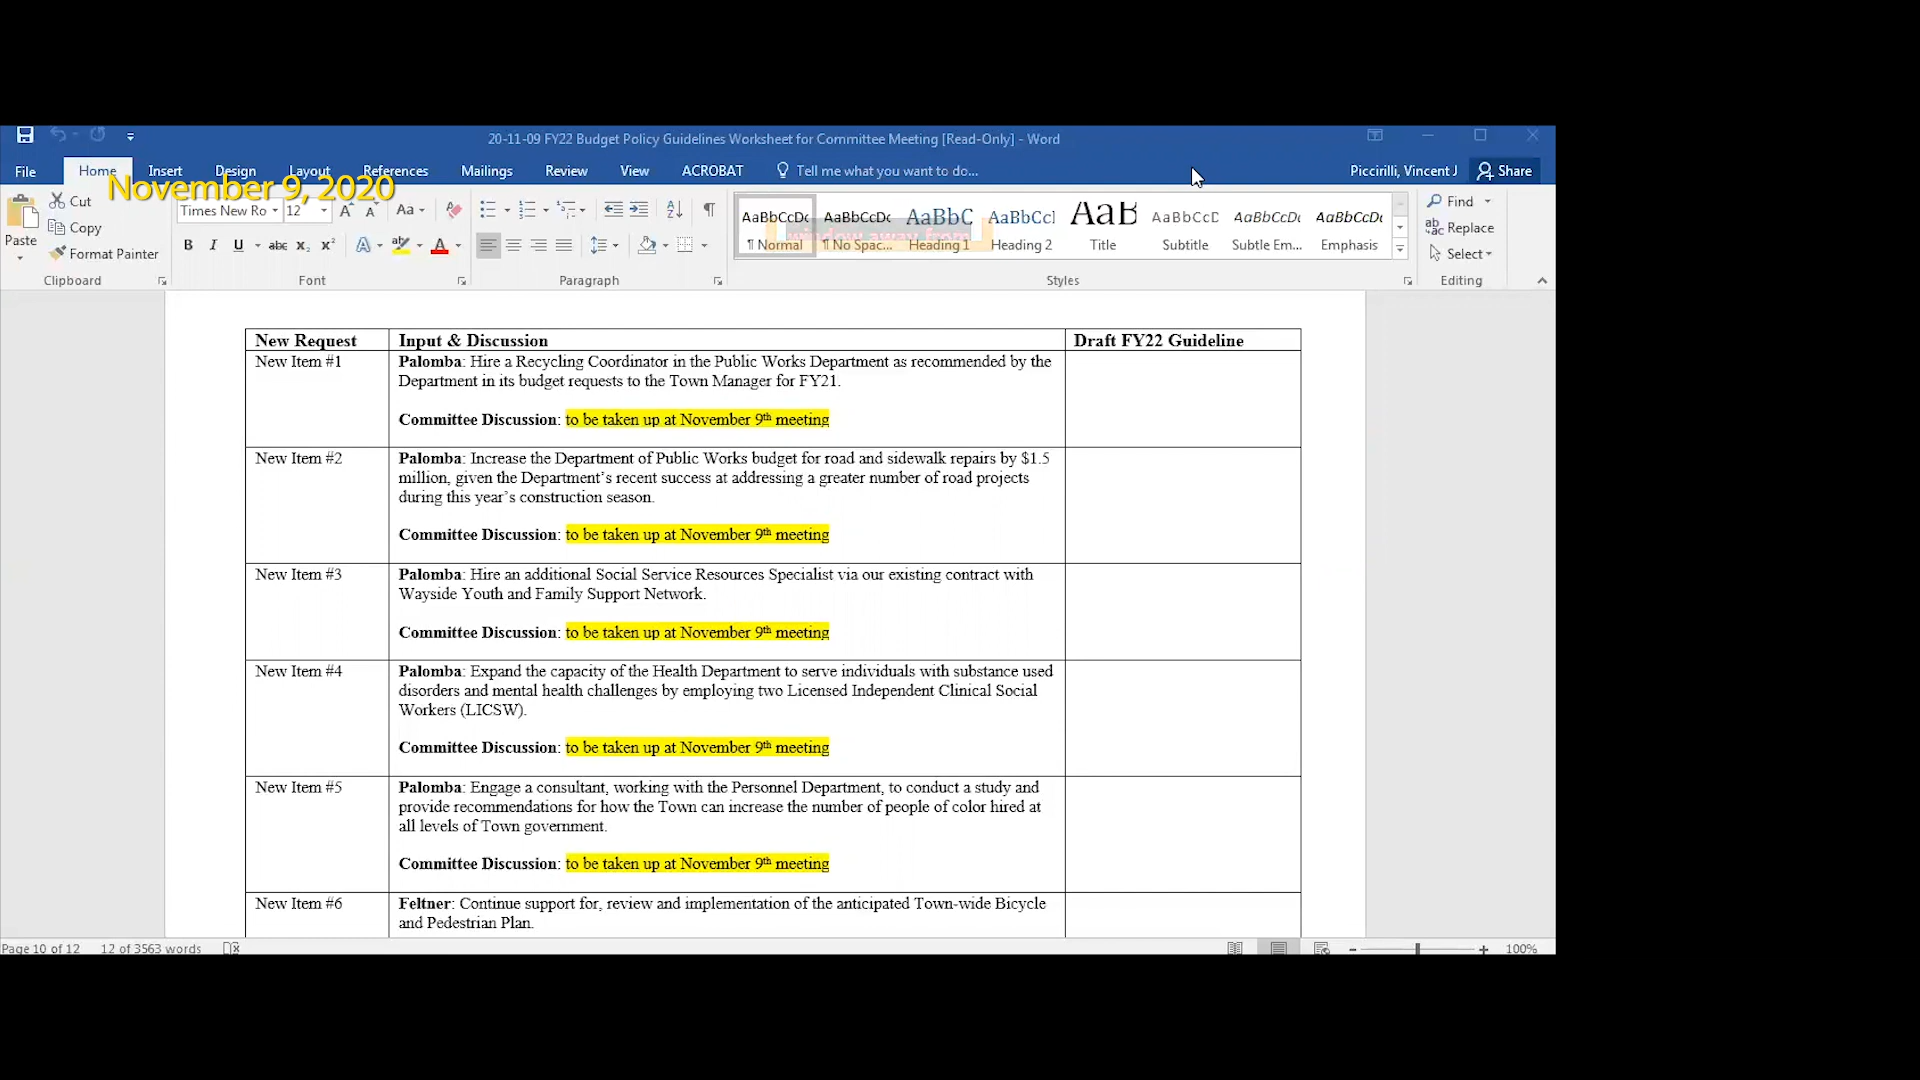 20-11-09 FY22 Budget Policy Guidelines Worksheet for Committee Meeting [Read-Only] - Word
File Home Insert Design Layout References Mailings Review View ACROBAT Tell me what you want to do... Piccirilli, Vincent J Share
November 9, 2020
Paste
Cut
Copy
Format Painter
Clipboard
Times New Ro 12 Aa
B I U abc x₂ x² A A
Font
Paragraph
AaBbCcDc AaBbCcDc AaBbC AaBbCcI AaB AaBbCcD AaBbCcDc AaBbCcDc
window away from
¶ Normal ¶ No Spac... Heading 1 Heading 2 Title Subtitle Subtle Em... Emphasis
Styles
Find
Replace
Select
Editing
New Request Input & Discussion Draft FY22 Guideline
New Item #1 Palomba: Hire a Recycling Coordinator in the Public Works Department as recommended by the
Department in its budget requests to the Town Manager for FY21.
Committee Discussion: to be taken up at November 9th meeting
New Item #2 Palomba: Increase the Department of Public Works budget for road and sidewalk repairs by $1.5
million, given the Department’s recent success at addressing a greater number of road projects
during this year’s construction season.
Committee Discussion: to be taken up at November 9th meeting
New Item #3 Palomba: Hire an additional Social Service Resources Specialist via our existing contract with
Wayside Youth and Family Support Network.
Committee Discussion: to be taken up at November 9th meeting
New Item #4 Palomba: Expand the capacity of the Health Department to serve individuals with substance used
disorders and mental health challenges by employing two Licensed Independent Clinical Social
Workers (LICSW).
Committee Discussion: to be taken up at November 9th meeting
New Item #5 Palomba: Engage a consultant, working with the Personnel Department, to conduct a study and
provide recommendations for how the Town can increase the number of people of color hired at
all levels of Town government.
Committee Discussion: to be taken up at November 9th meeting
New Item #6 Feltner: Continue support for, review and implementation of the anticipated Town-wide Bicycle
and Pedestrian Plan.
Page 10 of 12 12 of 3563 words 100%